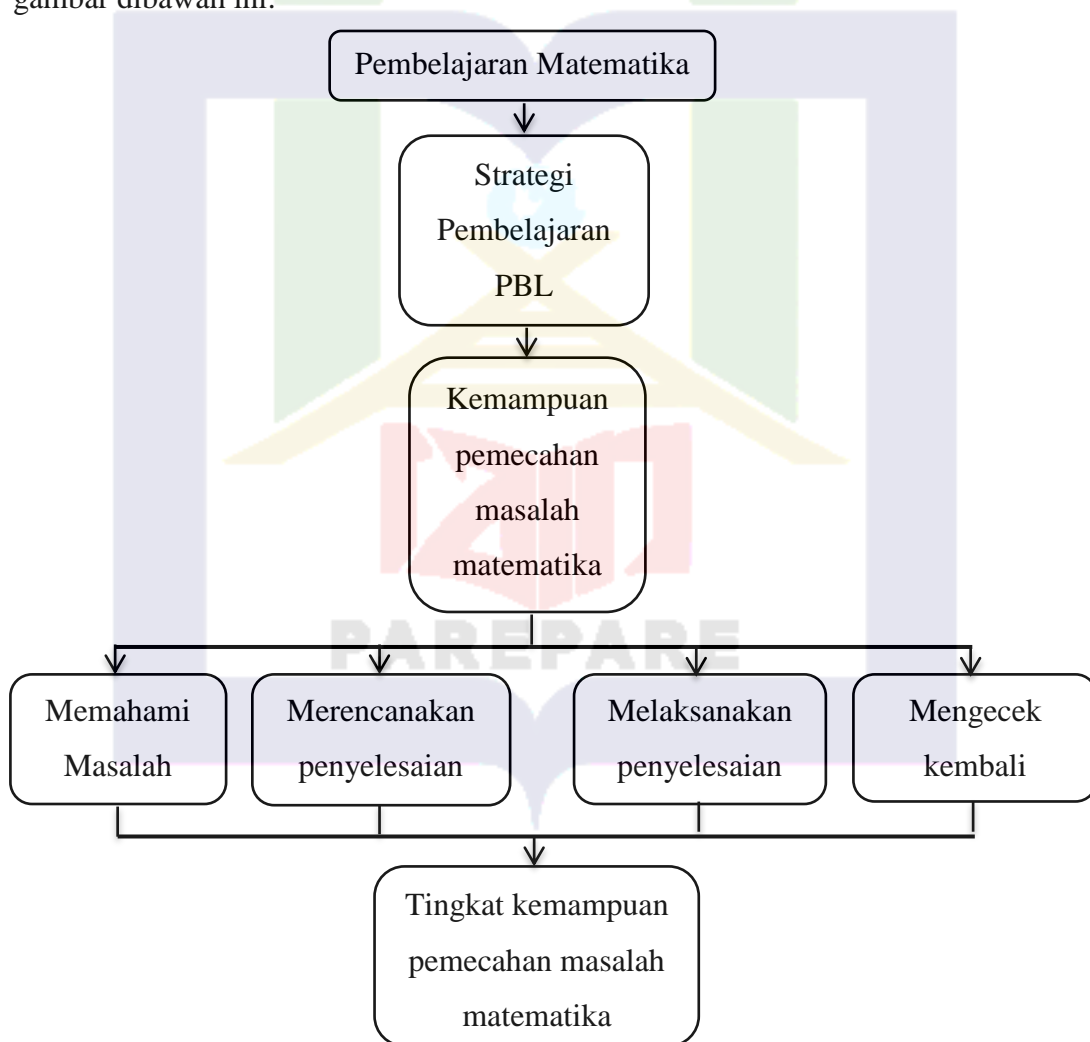 gambar dibawah ini:
Pembelajaran Matematika
Strategi
Pembelajaran
PBL
Kemampuan
pemecahan
masalah
matematika
PAREPARE
Memahami
Masalah
Merencanakan
penyelesaian
Melaksanakan
penyelesaian
Mengecek
kembali
Tingkat kemampuan
pemecahan masalah
matematika